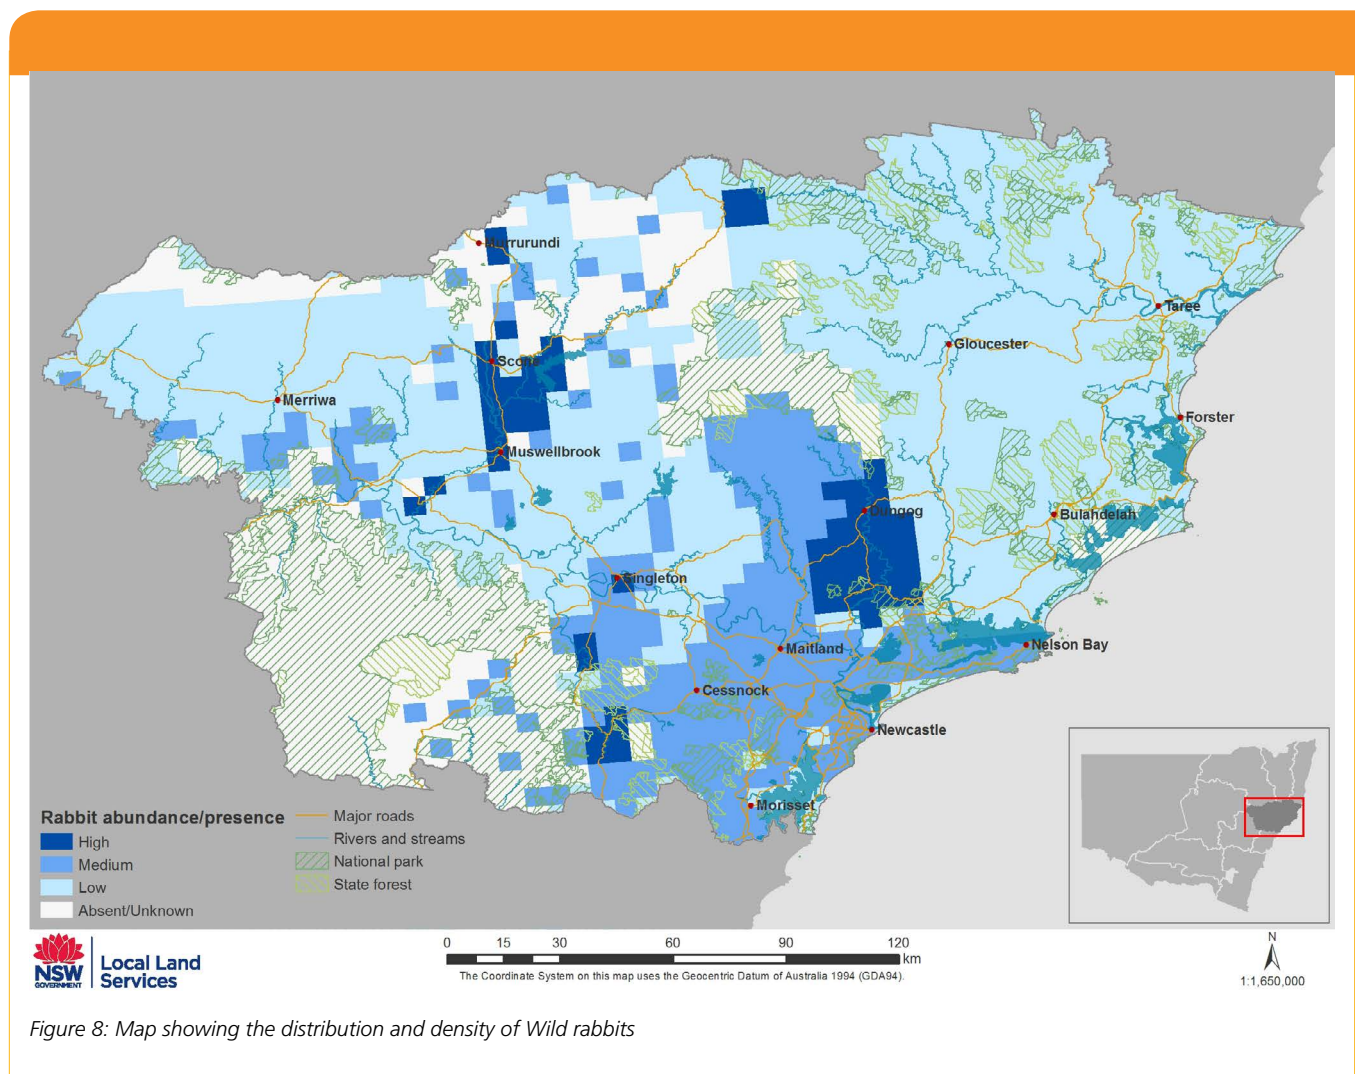 Murrurundi
Taree
Gloucester
Scone
Merriwa
Forster
Muswellbrook
Dungog
Bulahdelah
Singleton
Nelson Bay
Maitland
Cessnock
Newcastle
Morisset
Rabbit abundance/presence
High
Medium
Low
Absent/Unknown
Major roads
Rivers and streams
National park
State forest
NSW
GOVERNMENT
Local Land
Services
0 15 30 60 90 120
km
The Coordinate System on this map uses the Geocentric Datum of Australia 1994 (GDA94).
N
1:1,650,000
Figure 8: Map showing the distribution and density of Wild rabbits